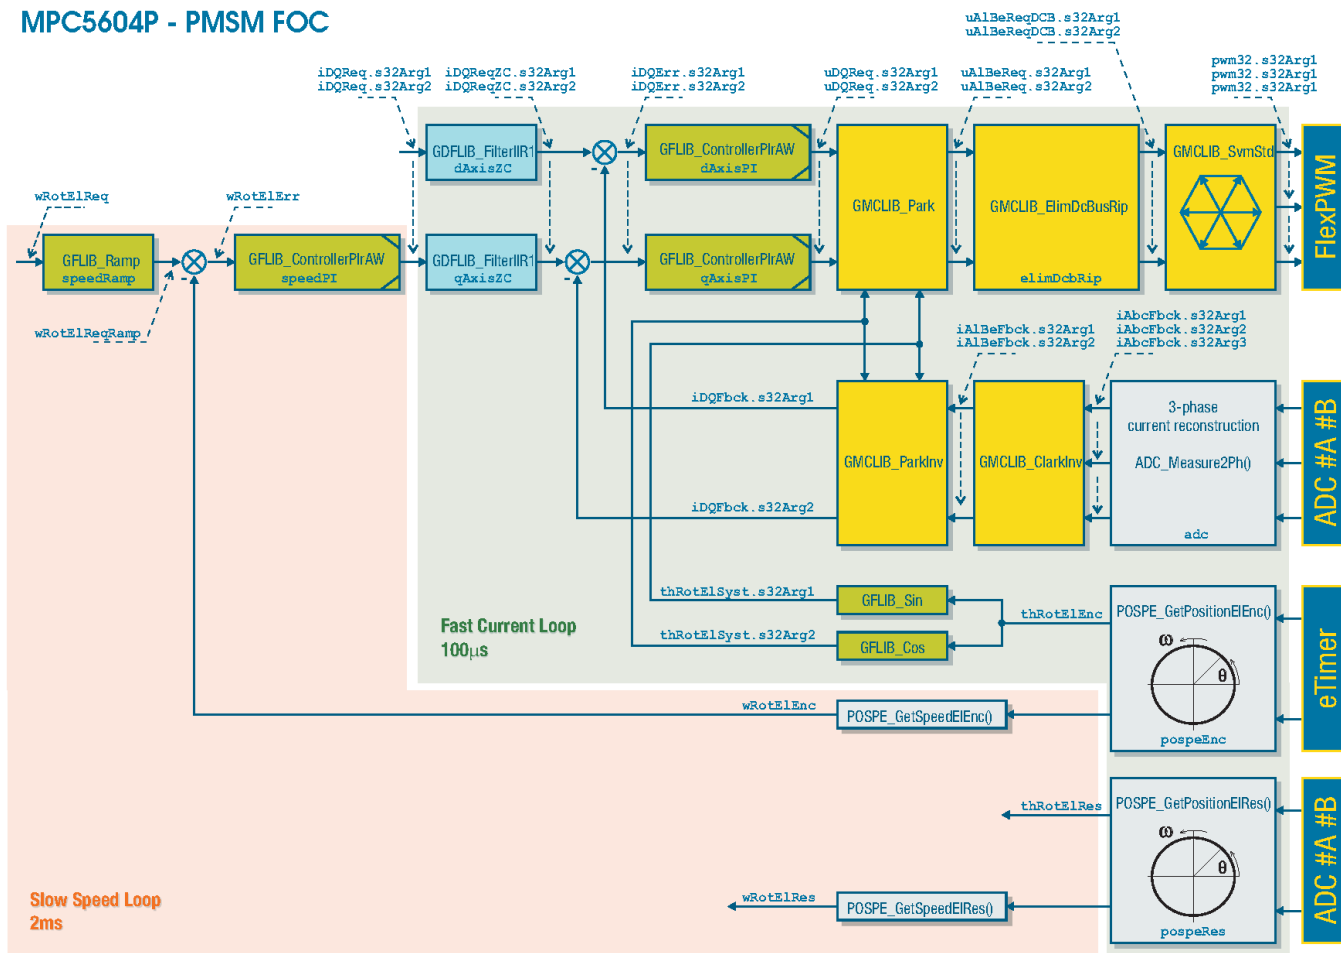 MPC5604P - PMSM FOC
uAlBeReqDCB.s32Arg1
uAlBeReqDCB.s32Arg2
iDQReq.s32Arg1
iDQReq.s32Arg2
iDQReqZC.s32Arg1
iDQReqZC.s32Arg2
iDQErr.s32Arg1
iDQErr.s32Arg2
uDQReq.s32Arg1
uDQReq.s32Arg2
uAlBeReq.s32Arg1
uAlBeReq.s32Arg2
pwm32.s32Arg1
pwm32.s32Arg1
pwm32.s32Arg1
GDFLIB_FilterIIR1
dAxisZC
GFLIB_ControllerPIrAW
dAxisPI
GMCLIB_Park
GMCLIB_ElimDcBusRip
elimDcbRip
GMCLIB_SvmStd
FlexPWM
wRotElReq
wRotElErr
GFLIB_Ramp
speedRamp
GFLIB_ControllerPIrAW
speedPI
GDFLIB_FilterIIR1
qAxisZC
GFLIB_ControllerPIrAW
qAxisPI
wRotElReqRamp
iAlBeFbck.s32Arg1
iAlBeFbck.s32Arg2
iAbcFbck.s32Arg1
iAbcFbck.s32Arg2
iAbcFbck.s32Arg3
iDQFbck.s32Arg1
GMCLIB_ParkInv
GMCLIB_ClarkInv
3-phase
current reconstruction
ADC_Measure2Ph()
adc
ADC #A #B
iDQFbck.s32Arg2
thRotElSyst.s32Arg1
GFLIB_Sin
thRotElSyst.s32Arg2
GFLIB_Cos
thRotElEnc
POSPE_GetPositionElEnc()
ω
θ
pospeEnc
eTimer
Fast Current Loop
100μs
wRotElEnc
POSPE_GetSpeedElEnc()
thRotElRes
POSPE_GetPositionElRes()
ω
θ
pospeRes
ADC #A #B
wRotElRes
POSPE_GetSpeedElRes()
Slow Speed Loop
2ms